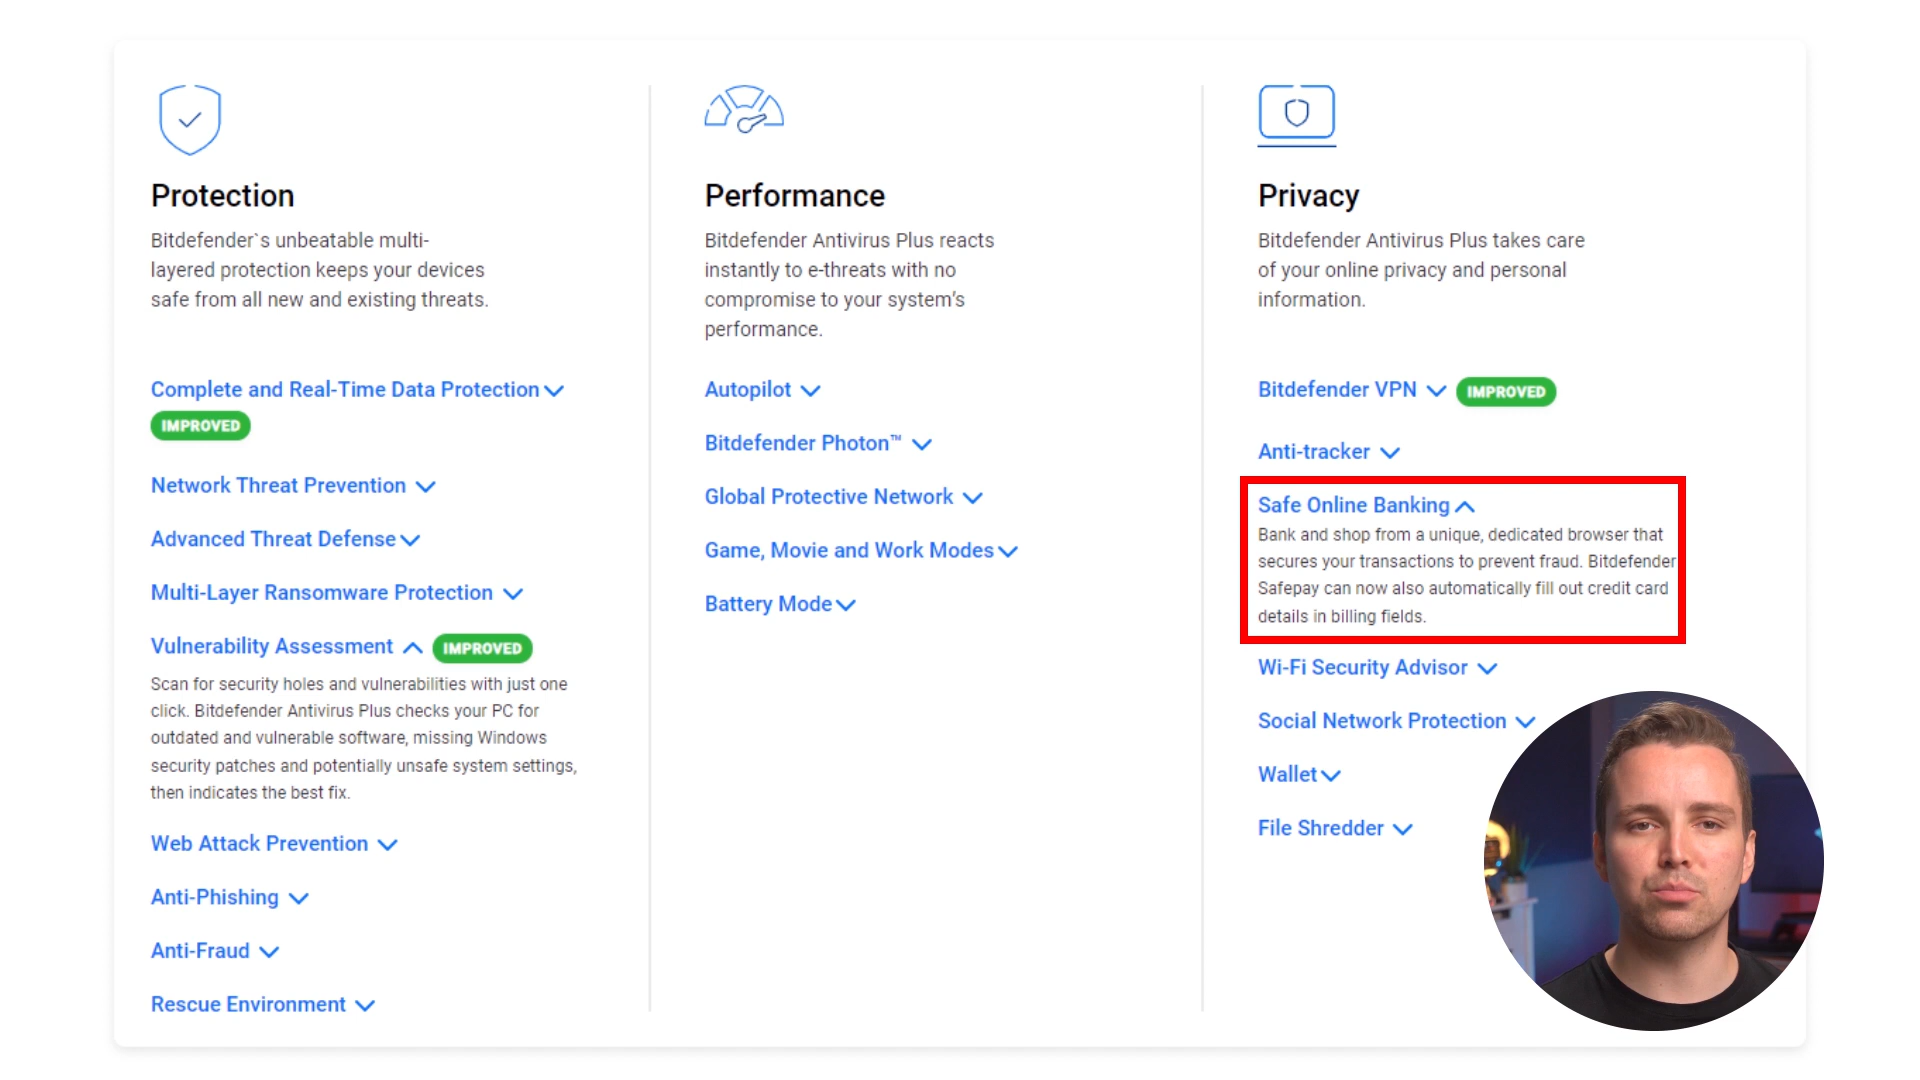 Protection
Bitdefender`s unbeatable multi-
layered protection keeps your devices
safe from all new and existing threats.
Complete and Real-Time Data Protection
IMPROVED
Network Threat Prevention
Advanced Threat Defense
Multi-Layer Ransomware Protection
Vulnerability Assessment IMPROVED
Scan for security holes and vulnerabilities with just one
click. Bitdefender Antivirus Plus checks your PC for
outdated and vulnerable software, missing Windows
security patches and potentially unsafe system settings,
then indicates the best fix.
Web Attack Prevention
Anti-Phishing
Anti-Fraud
Rescue Environment
Performance
Bitdefender Antivirus Plus reacts
instantly to e-threats with no
compromise to your system’s
performance.
Autopilot
Bitdefender Photon™
Global Protective Network
Game, Movie and Work Modes
Battery Mode
Privacy
Bitdefender Antivirus Plus takes care
of your online privacy and personal
information.
Bitdefender VPN IMPROVED
Anti-tracker
Safe Online Banking
Bank and shop from a unique, dedicated browser that
secures your transactions to prevent fraud. Bitdefender
Safepay can now also automatically fill out credit card
details in billing fields.
Wi-Fi Security Advisor
Social Network Protection
Wallet
File Shredder